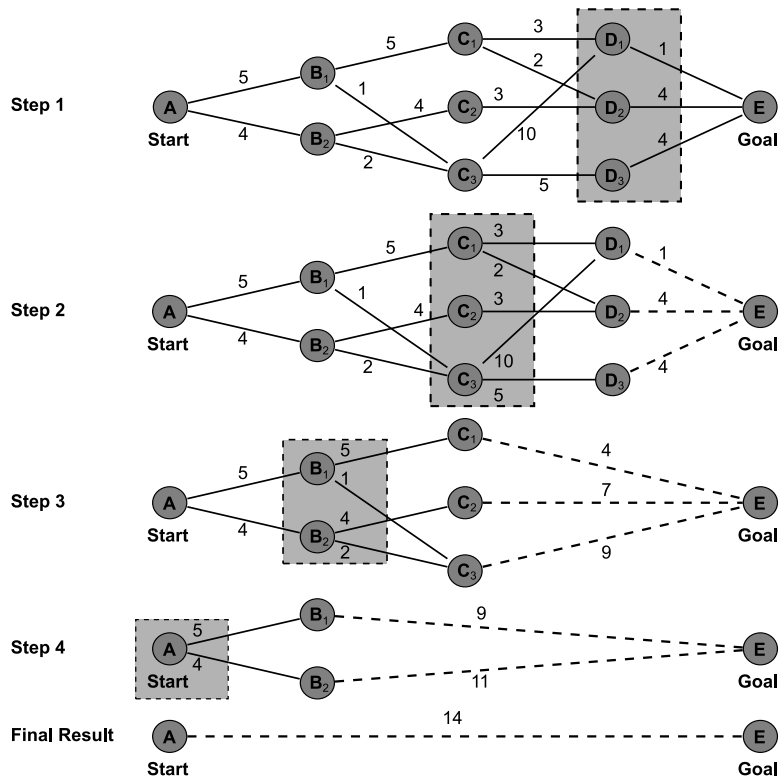 3
C₁ D₁
5 2 1
5 B₁
1
4 3 4
Step 1 A C₂ D₂ E
Start 4 10 4 Goal
B₂
2
C₃ 5 D₃
3
C₁ D₁
5 2 1
5 B₁
1
4 3 4
Step 2 A C₂ D₂ E
Start 4 10 4 Goal
B₂
2
C₃ 5 D₃
C₁
5 4
5 B₁
1
4 7
Step 3 A C₂ E
Start 4 B₂ 9 Goal
2
C₃
5 B₁ 9
Step 4 A E
4
Start B₂ 11 Goal
14
Final Result A E
Start Goal